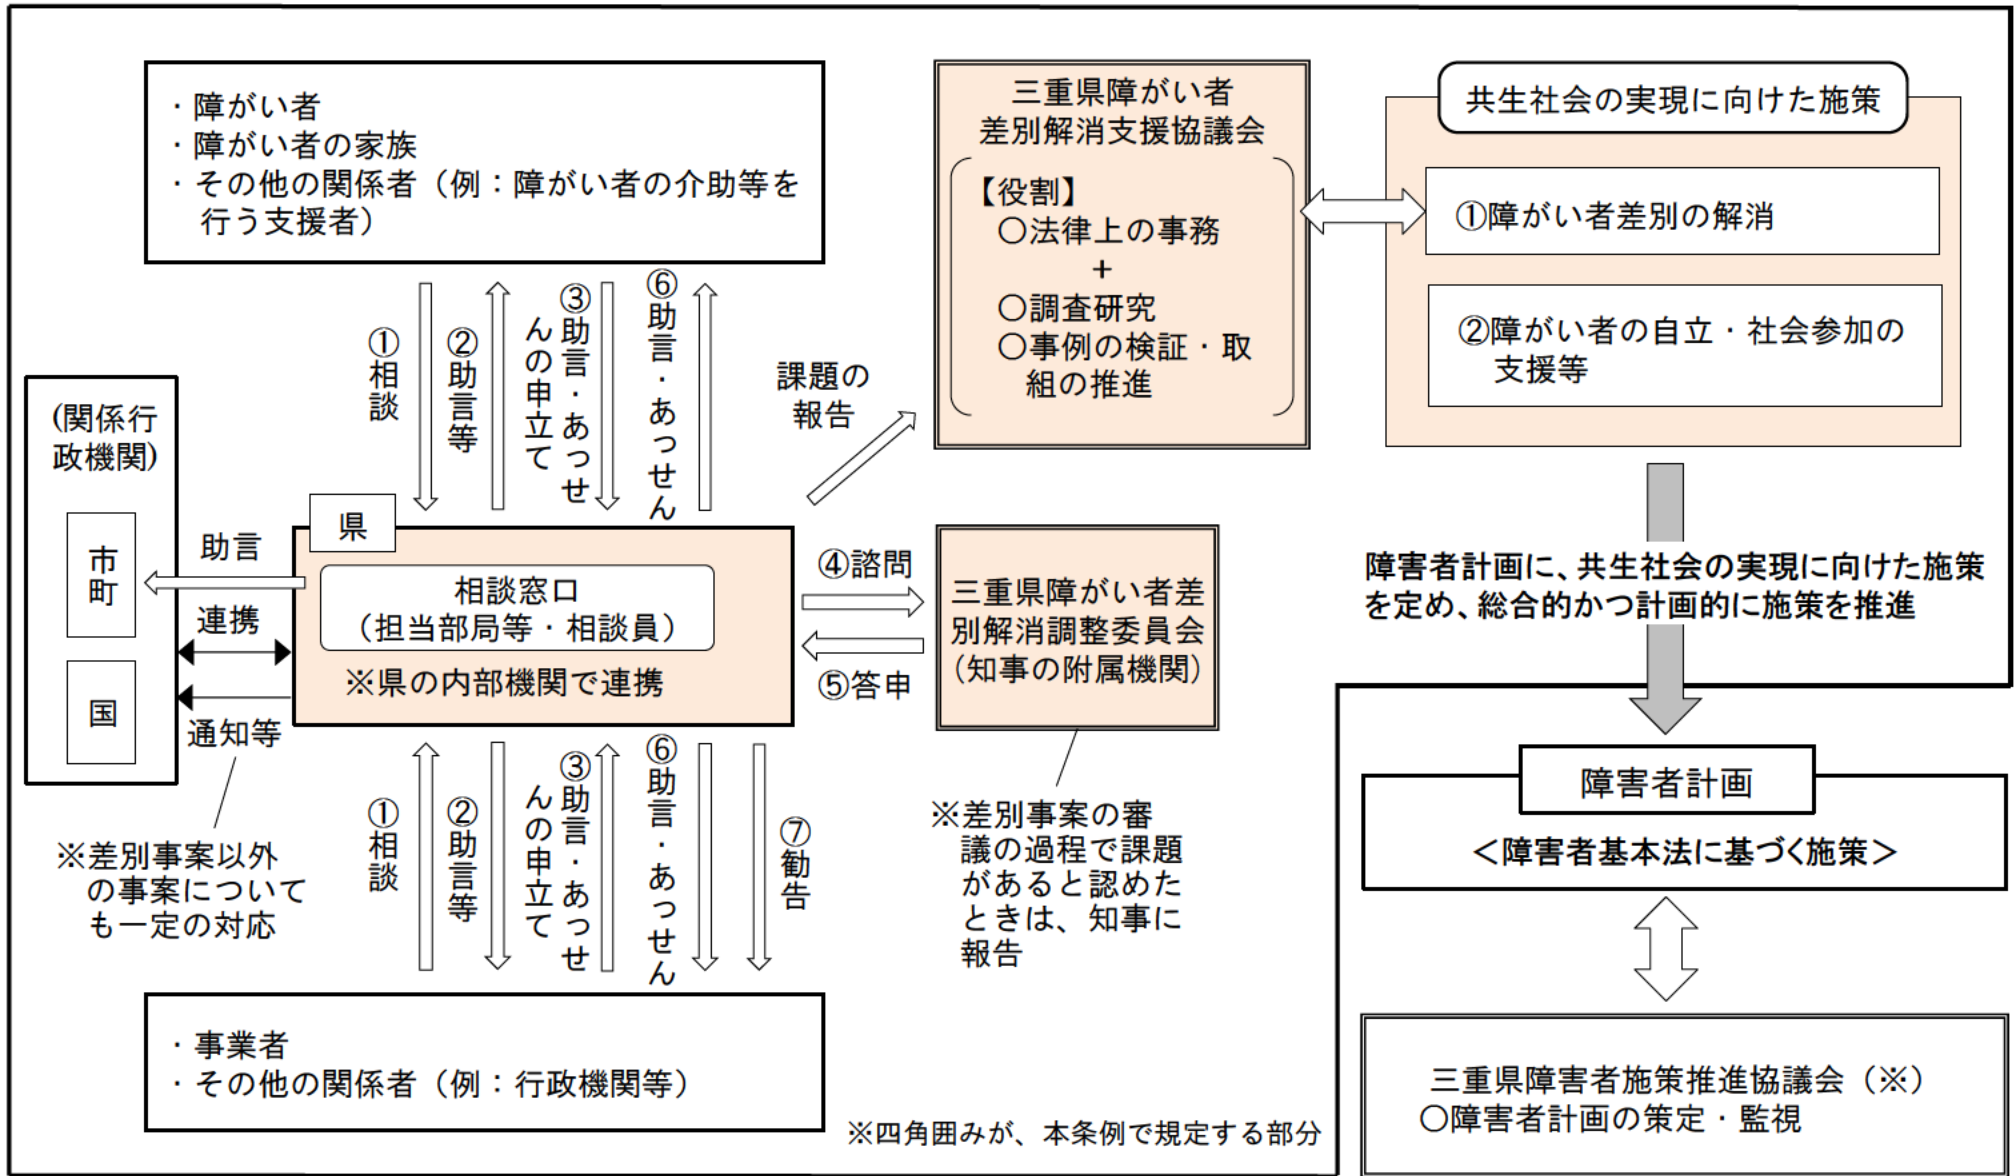 ・障がい者
・障がい者の家族
・その他の関係者（例：障がい者の介助等を
行う支援者）
①相談
②助言等
③助言・あっせ
んの申立て
⑥助言・あっせん
(関係行
政機関)
市町
国
助言
連携
通知等
※差別事案以外
の事案について
も一定の対応
県
相談窓口
（担当部局等・相談員）
※県の内部機関で連携
①相談
②助言等
③助言・あっせ
んの申立て
⑥助言・あっせん
⑦勧告
・事業者
・その他の関係者（例：行政機関等）
課題の
報告
④諮問
⑤答申
三重県障がい者
差別解消支援協議会
【役割】
○法律上の事務
+
○調査研究
○事例の検証・取
組の推進
三重県障がい者差
別解消調整委員会
（知事の附属機関）
※差別事案の審
議の過程で課題
があると認めた
ときは、知事に
報告
※四角囲みが、本条例で規定する部分
共生社会の実現に向けた施策
①障がい者差別の解消
②障がい者の自立・社会参加の
支援等
障害者計画に、共生社会の実現に向けた施策
を定め、総合的かつ計画的に施策を推進
障害者計画
＜障害者基本法に基づく施策＞
三重県障害者施策推進協議会（※）
○障害者計画の策定・監視